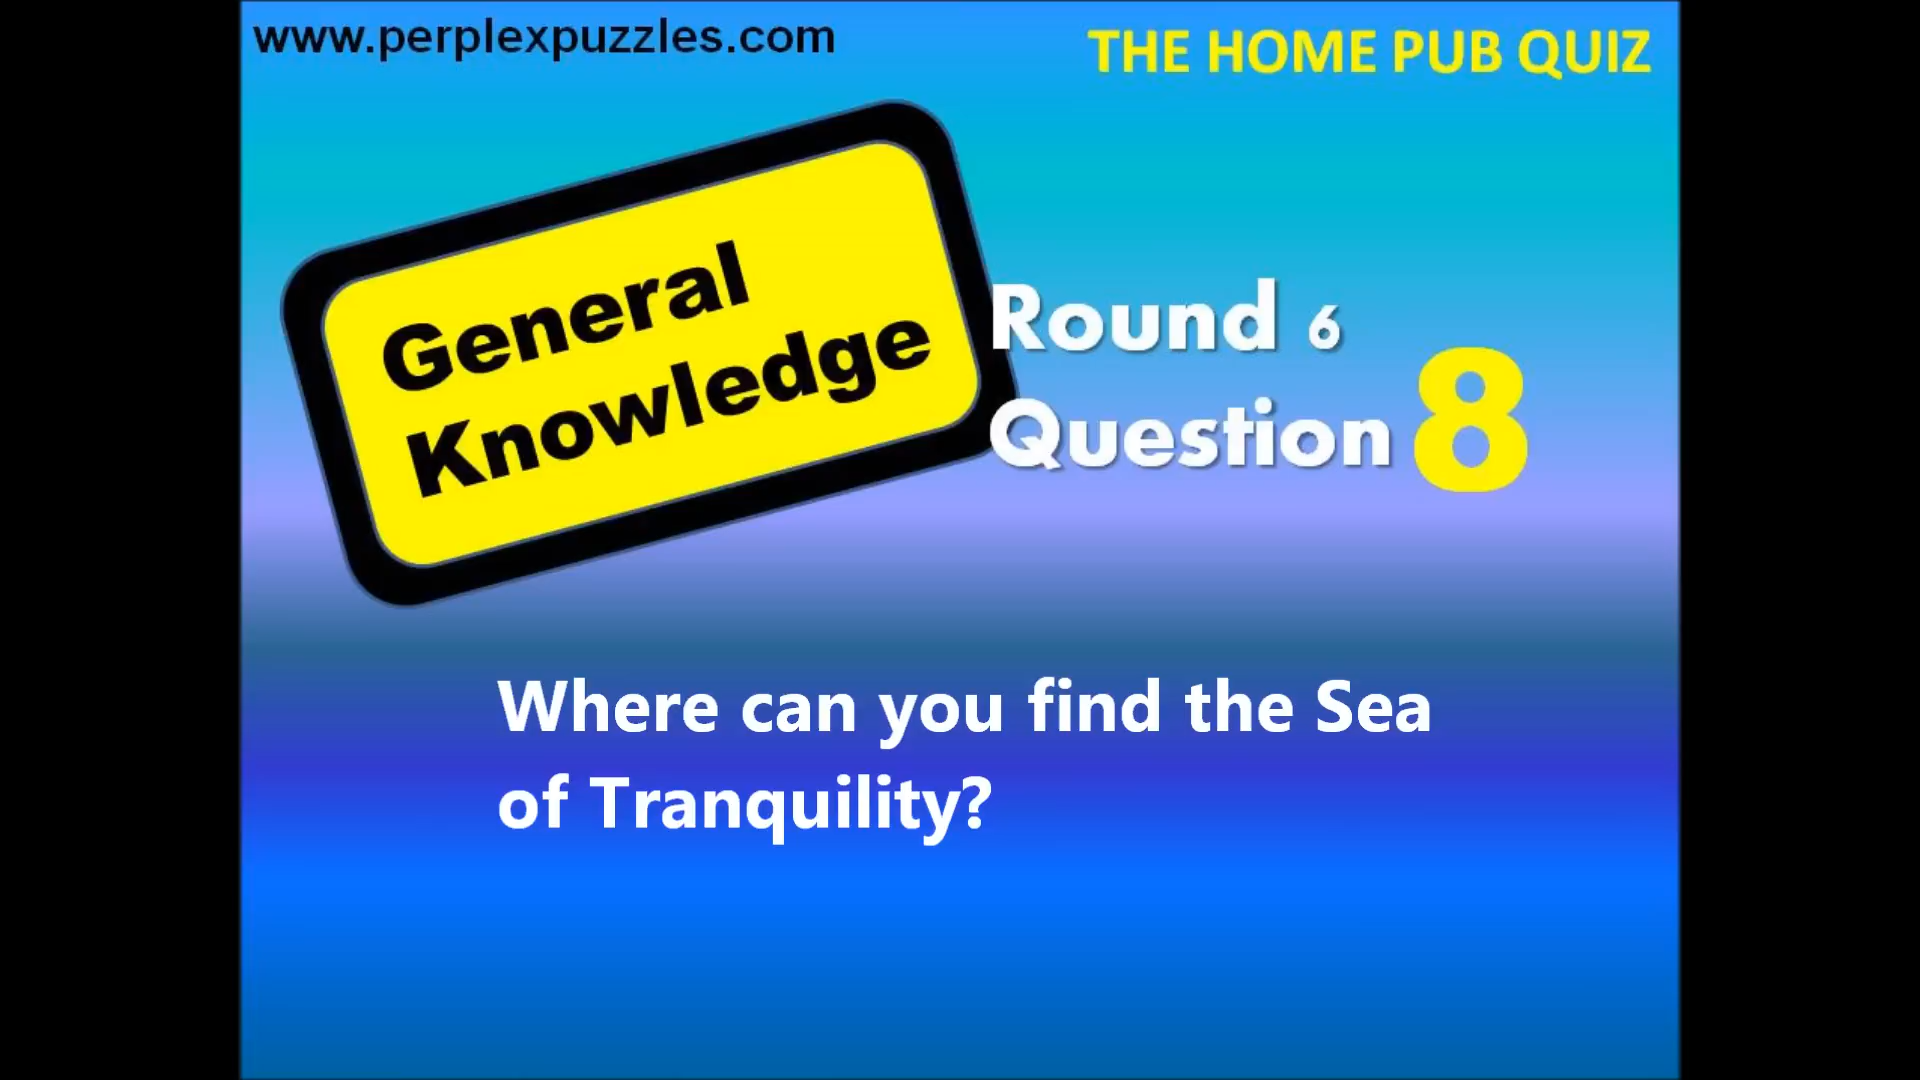 www.perplexpuzzles.com
THE HOME PUB QUIZ
General
Knowledge
Round 6
Question 8
Where can you find the Sea
of Tranquility?